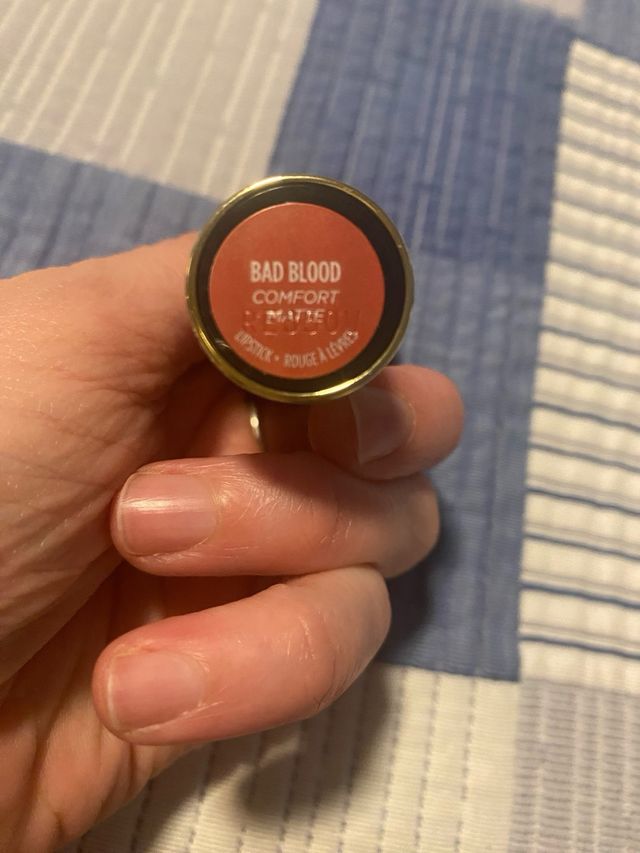 BAD BLOOD
COMFORT
MATTE
LIPSTICK • ROUGE À LÈVRES